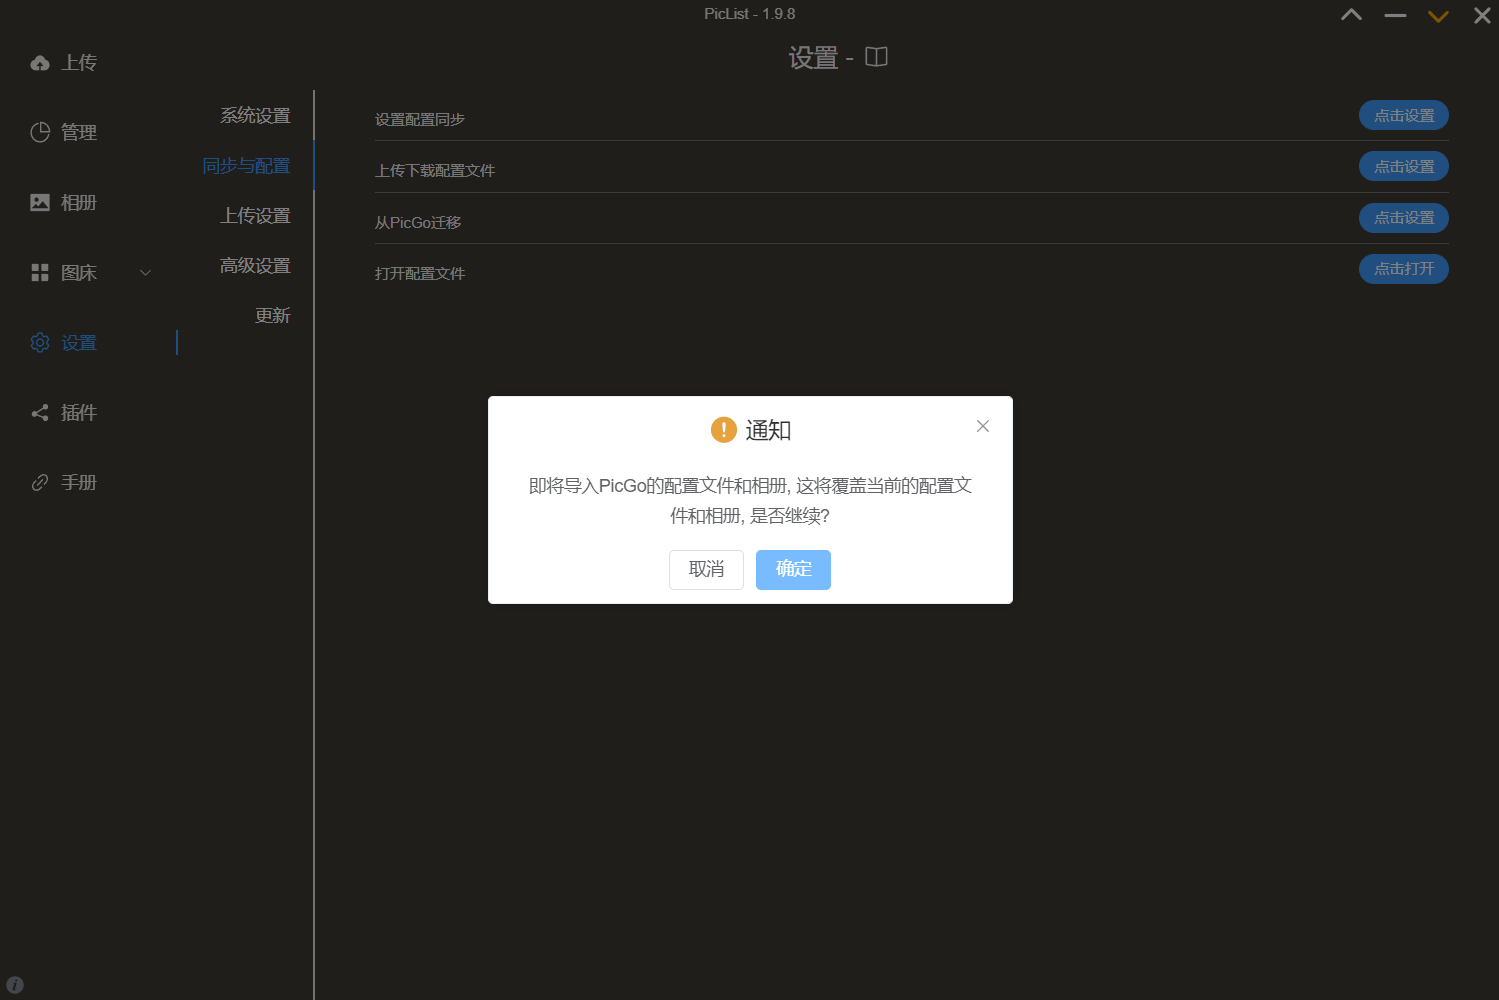 PicList - 1.9.8
设置 -
上传
管理
相册
图床
设置
插件
手册
系统设置
同步与配置
上传设置
高级设置
更新
设置配置同步
点击设置
上传下载配置文件
点击设置
从PicGo迁移
点击设置
打开配置文件
点击打开
通知
即将导入PicGo的配置文件和相册, 这将覆盖当前的配置文
件和相册, 是否继续?
取消
确定